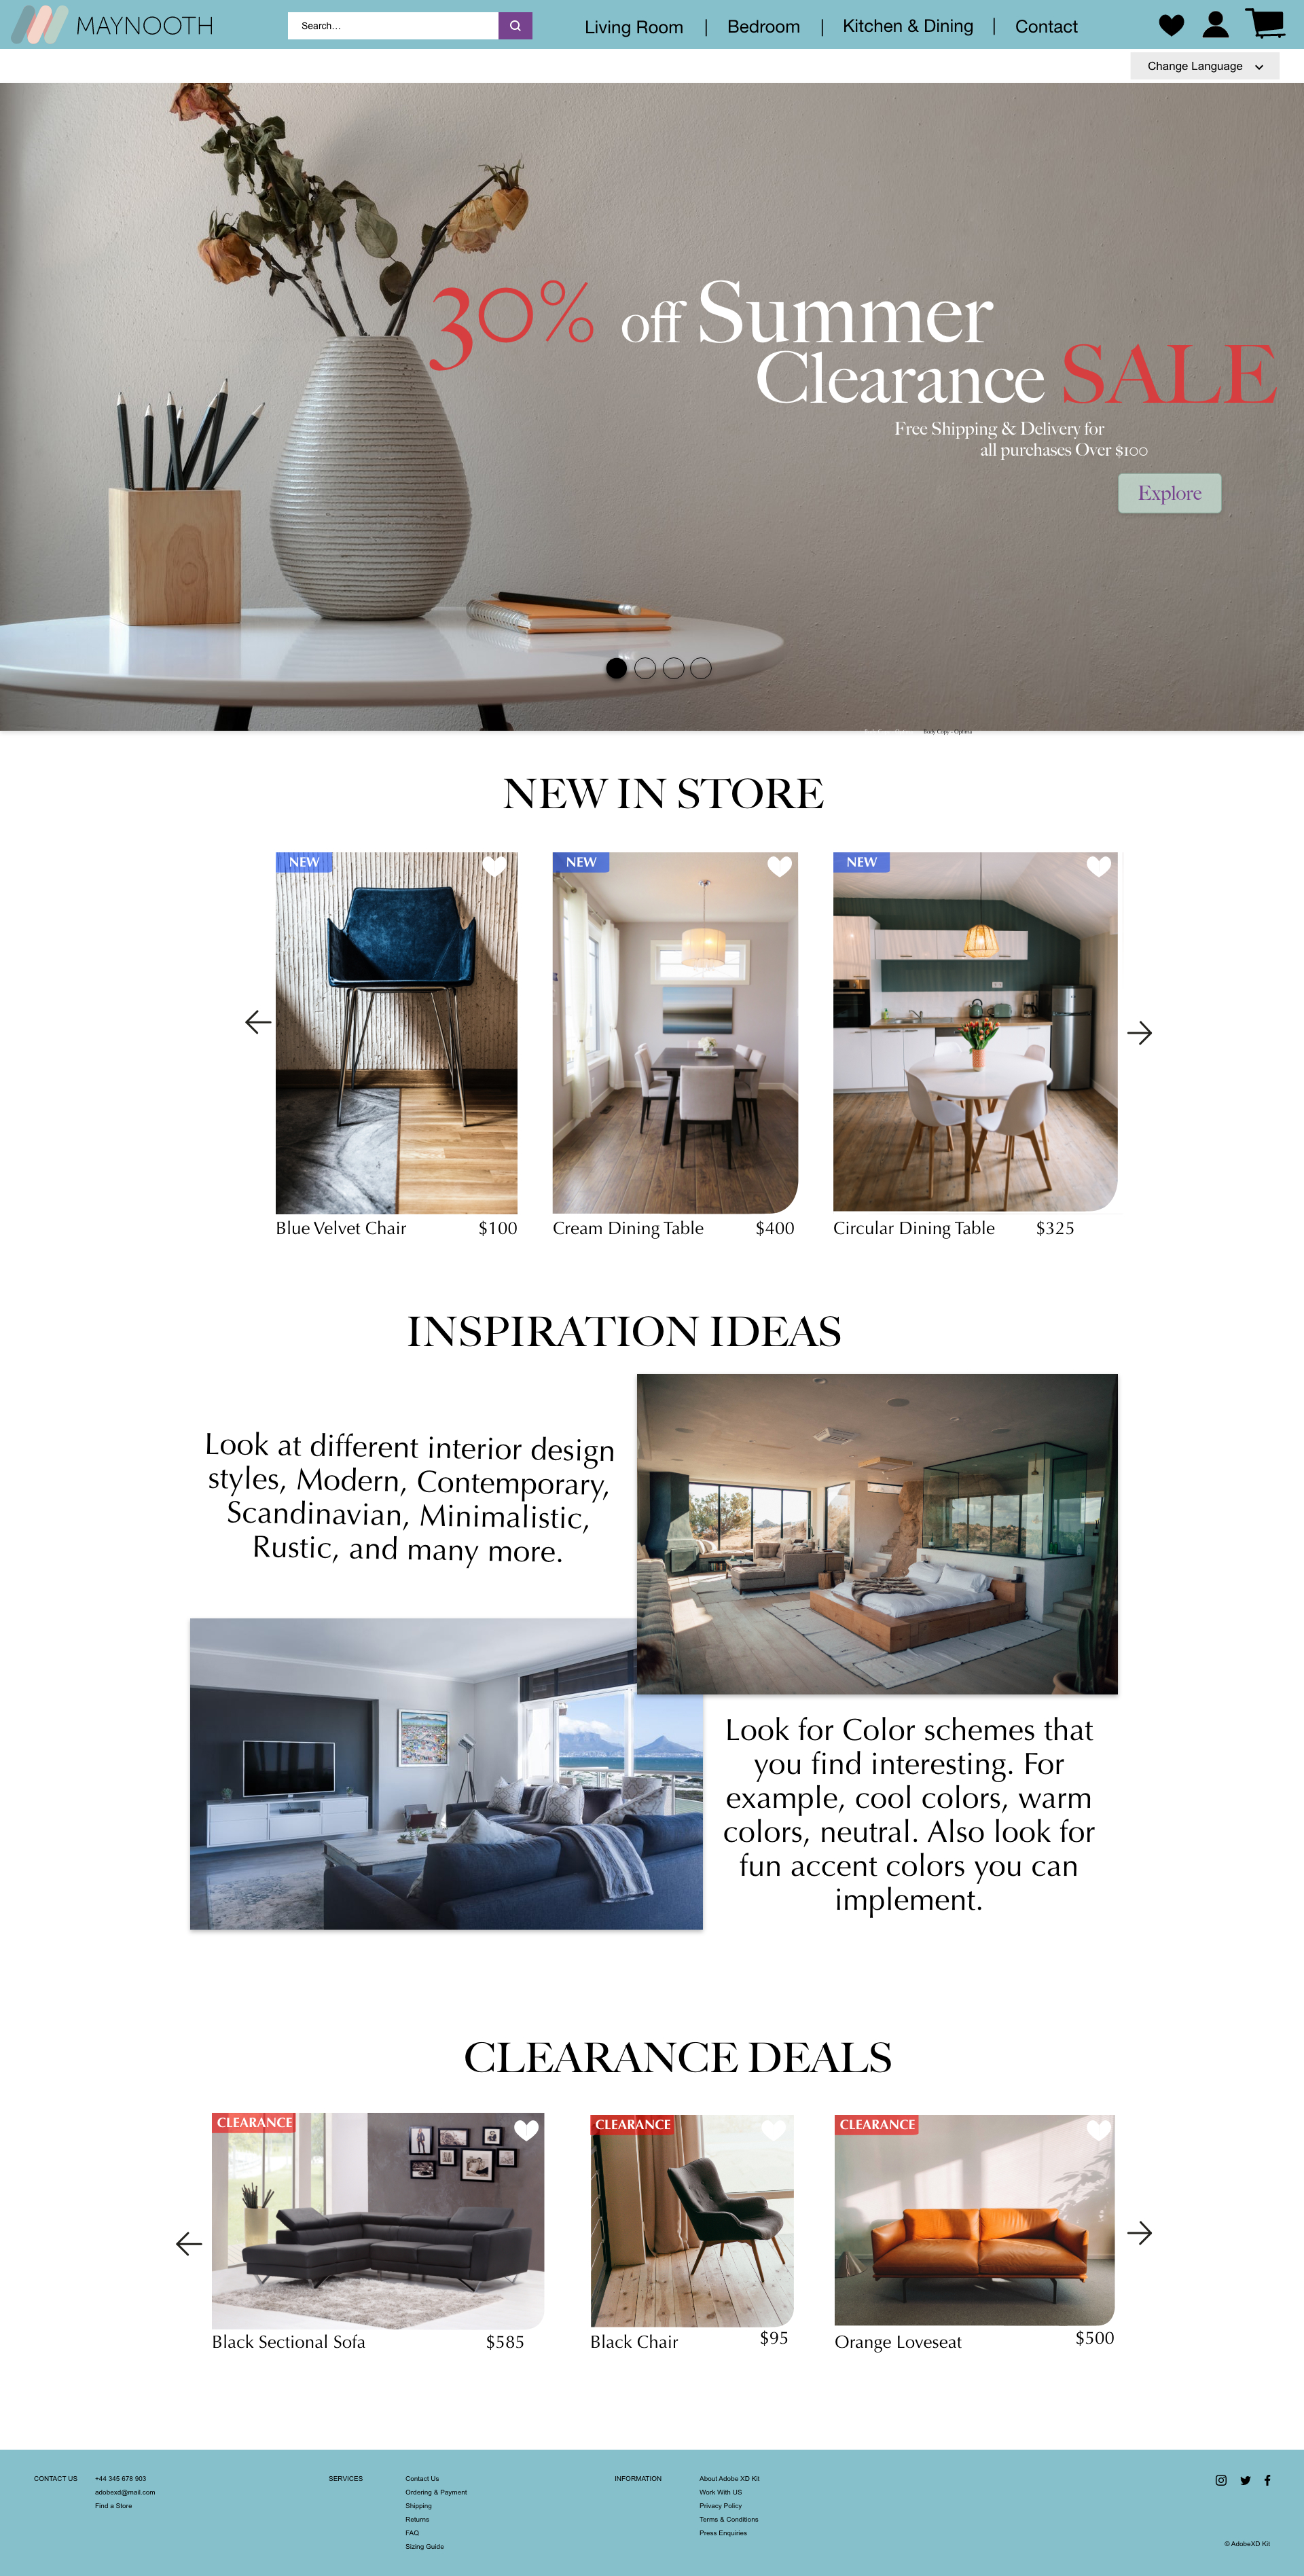 MAYNOOTH
Search...
Living Room | Bedroom | Kitchen & Dining | Contact
Change Language
30% off Summer
Clearance SALE
Free Shipping & Delivery for
all purchases Over $100
Explore
Body Copy - Optima
NEW IN STORE
NEW
NEW
NEW
Blue Velvet Chair $100
Cream Dining Table $400
Circular Dining Table $325
INSPIRATION IDEAS
Look at different interior design
styles, Modern, Contemporary,
Scandinavian, Minimalistic,
Rustic, and many more.
Look for Color schemes that
you find interesting. For
example, cool colors, warm
colors, neutral. Also look for
fun accent colors you can
implement.
CLEARANCE DEALS
CLEARANCE
CLEARANCE
CLEARANCE
Black Sectional Sofa $585
Black Chair $95
Orange Loveseat $500
CONTACT US
+44 345 678 903
adobexd@mail.com
Find a Store
SERVICES
Contact Us
Ordering & Payment
Shipping
Returns
FAQ
Sizing Guide
INFORMATION
About Adobe XD Kit
Work With US
Privacy Policy
Terms & Conditions
Press Enquiries
© AdobeXD Kit